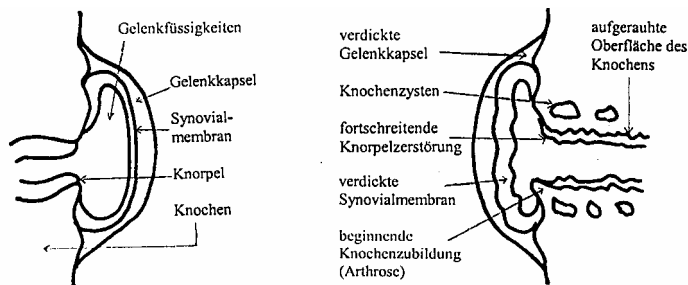 Gelenkfüssigkeiten
Gelenkkapsel
Synovial-
membran
Knorpel
Knochen
verdickte
Gelenkkapsel
Knochenzysten
fortschreitende
Knorpelzerstörung
verdickte
Synovialmembran
beginnende
Knochenzubildung
(Arthrose)
aufgerauhte
Oberfläche des
Knochens